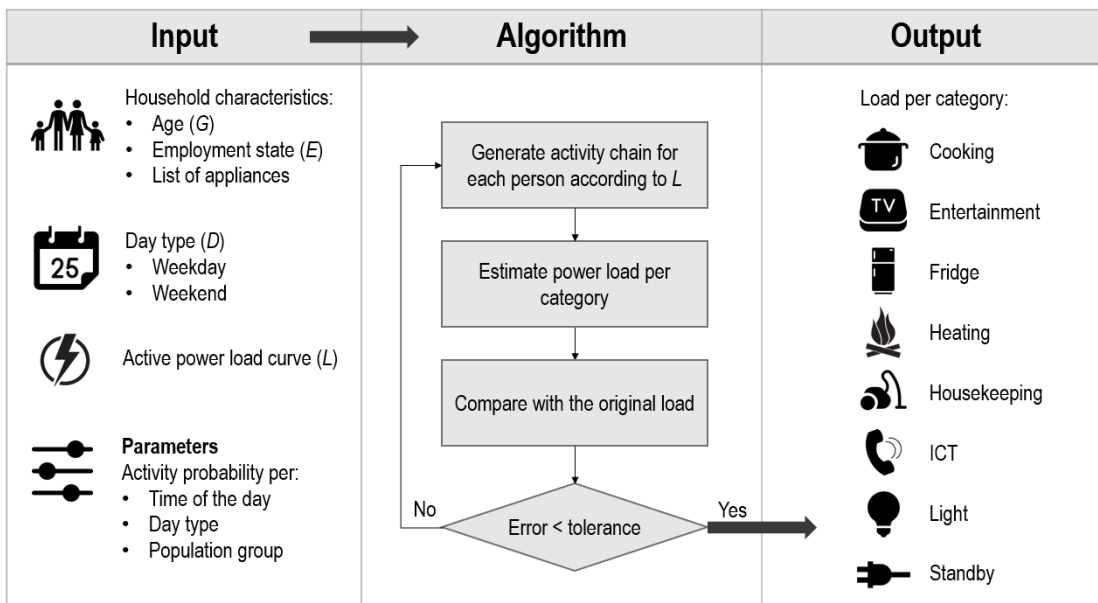 Input
Algorithm
Output
Household characteristics:
• Age (G)
• Employment state (E)
• List of appliances
25
Day type (D)
• Weekday
• Weekend
Active power load curve (L)
Parameters
Activity probability per:
• Time of the day
• Day type
• Population group
Generate activity chain for
each person according to L
Estimate power load per
category
Compare with the original load
Error < tolerance
No
Yes
Load per category:
Cooking
TV
Entertainment
Fridge
Heating
Housekeeping
ICT
Light
Standby